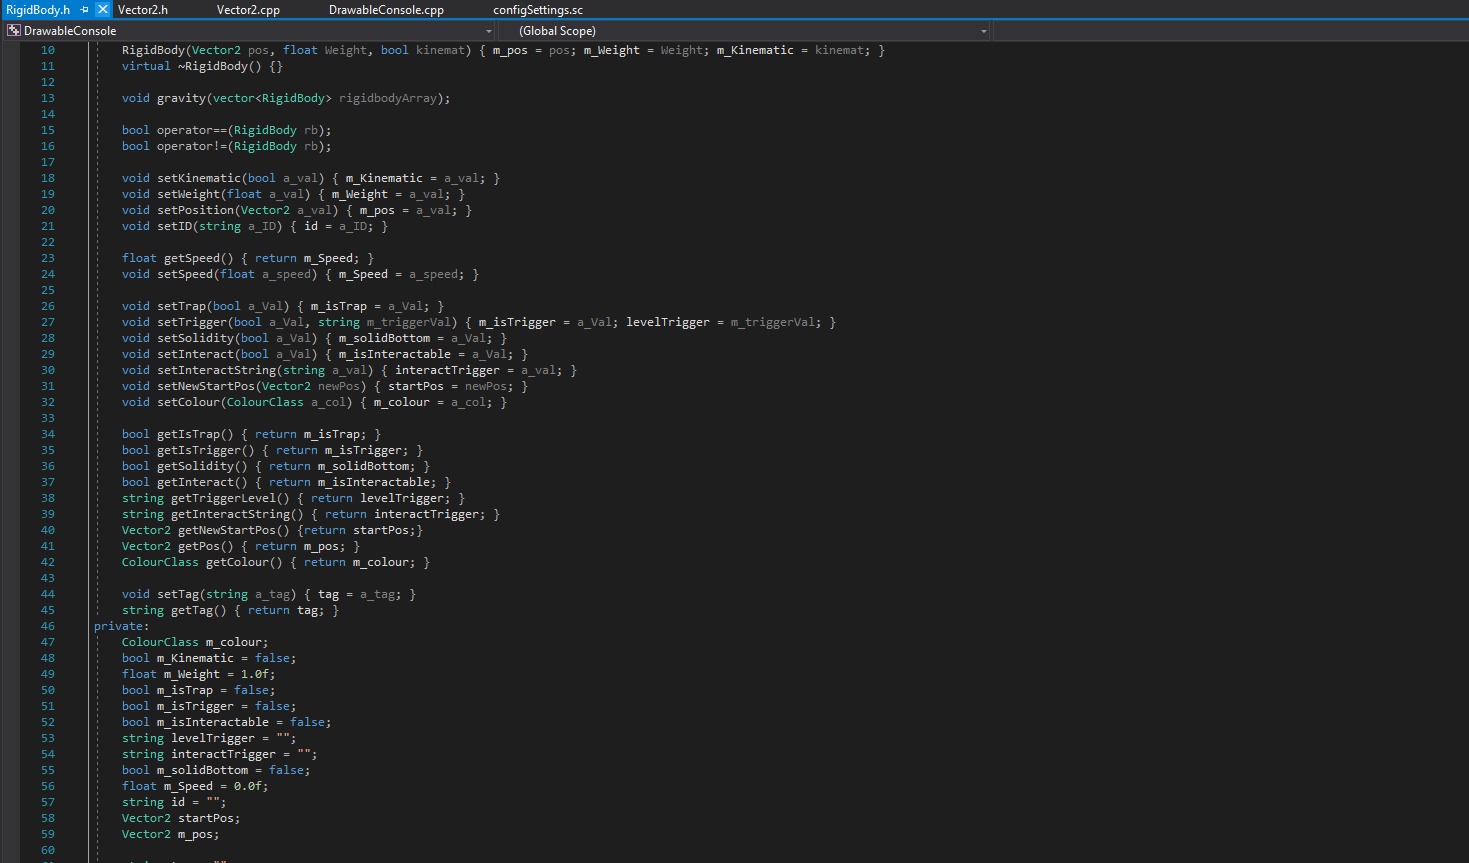 RigidBody.h Vector2.h Vector2.cpp DrawableConsole.cpp configSettings.sc
DrawableConsole (Global Scope)
10 RigidBody(Vector2 pos, float Weight, bool kinemat) { m_pos = pos; m_Weight = Weight; m_Kinematic = kinemat; }
11 virtual ~RigidBody() {}
12
13 void gravity(vector<RigidBody> rigidbodyArray);
14
15 bool operator==(RigidBody rb);
16 bool operator!=(RigidBody rb);
17
18 void setKinematic(bool a_val) { m_Kinematic = a_val; }
19 void setWeight(float a_val) { m_Weight = a_val; }
20 void setPosition(Vector2 a_val) { m_pos = a_val; }
21 void setID(string a_ID) { id = a_ID; }
22
23 float getSpeed() { return m_Speed; }
24 void setSpeed(float a_speed) { m_Speed = a_speed; }
25
26 void setTrap(bool a_Val) { m_isTrap = a_Val; }
27 void setTrigger(bool a_Val, string m_triggerVal) { m_isTrigger = a_Val; levelTrigger = m_triggerVal; }
28 void setSolidity(bool a_Val) { m_solidBottom = a_Val; }
29 void setInteract(bool a_Val) { m_isInteractable = a_Val; }
30 void setInteractString(string a_val) { interactTrigger = a_val; }
31 void setNewStartPos(Vector2 newPos) { startPos = newPos; }
32 void setColour(ColourClass a_col) { m_colour = a_col; }
33
34 bool getIsTrap() { return m_isTrap; }
35 bool getIsTrigger() { return m_isTrigger; }
36 bool getSolidity() { return m_solidBottom; }
37 bool getInteract() { return m_isInteractable; }
38 string getTriggerLevel() { return levelTrigger; }
39 string getInteractString() { return interactTrigger; }
40 Vector2 getNewStartPos() {return startPos;}
41 Vector2 getPos() { return m_pos; }
42 ColourClass getColour() { return m_colour; }
43
44 void setTag(string a_tag) { tag = a_tag; }
45 string getTag() { return tag; }
46 private:
47 ColourClass m_colour;
48 bool m_Kinematic = false;
49 float m_Weight = 1.0f;
50 bool m_isTrap = false;
51 bool m_isTrigger = false;
52 bool m_isInteractable = false;
53 string levelTrigger = "";
54 string interactTrigger = "";
55 bool m_solidBottom = false;
56 float m_Speed = 0.0f;
57 string id = "";
58 Vector2 startPos;
59 Vector2 m_pos;
60